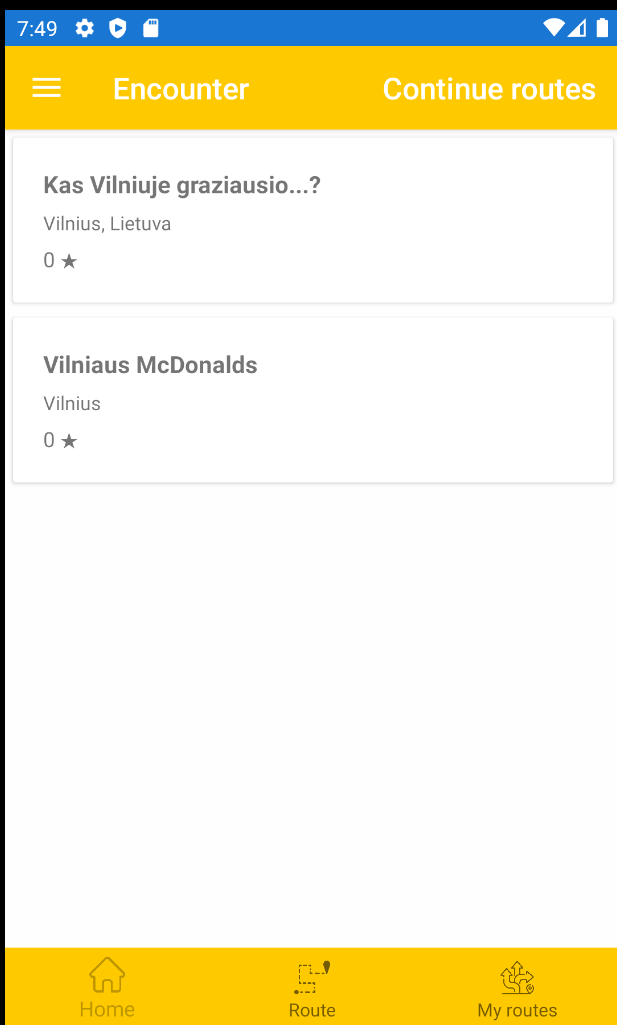 7:49
Encounter
Continue routes
Kas Vilniuje graziausio...?
Vilnius, Lietuva
0 ★
Vilniaus McDonalds
Vilnius
0 ★
Home
Route
My routes